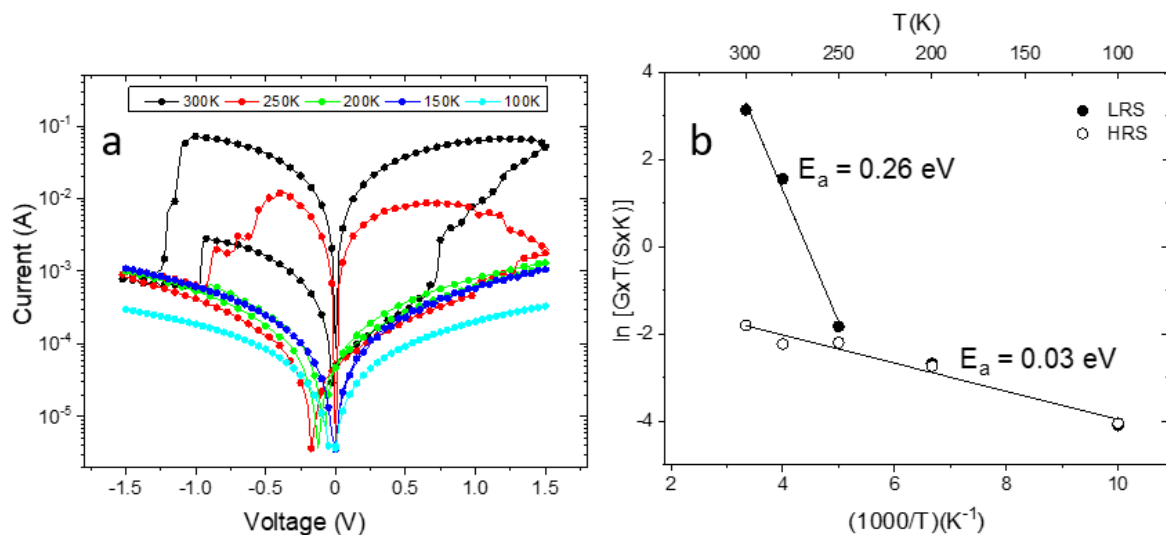 a
300K 250K 200K 150K 100K
10⁻¹
10⁻²
10⁻³
10⁻⁴
10⁻⁵
Current (A)
-1.5 -1.0 -0.5 0 0.5 1.0 1.5
Voltage (V)
T(K)
300 250 200 150 100
b
LRS
HRS
Eₐ = 0.26 eV
Eₐ = 0.03 eV
4
2
0
-2
-4
ln [GxT(SxK)]
2 4 6 8 10
(1000/T)(K⁻¹)